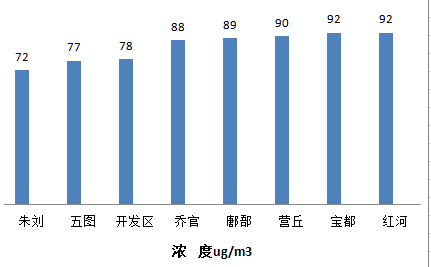 72 77 78 88 89 90 92 92
朱刘 五图 开发区 乔官 鄌郚 营丘 宝都 红河
浓 度ug/m3